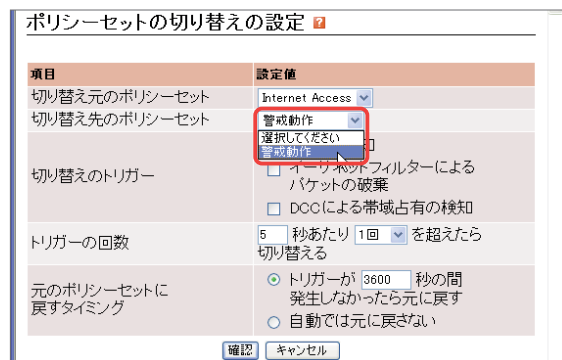 ポリシーセットの切り替えの設定 ?
項目 設定値
切り替え元のポリシーセット Internet Access
切り替え先のポリシーセット 警戒動作
選択してください
警戒動作
切り替えのトリガー
イーサネットフィルターによる
パケットの破棄
DCCによる帯域占有の検知
トリガーの回数 5 秒あたり 1回 を超えたら
切り替える
元のポリシーセットに
戻すタイミング
トリガーが 3600 秒の間
発生しなかったら元に戻す
自動では元に戻さない
確認 キャンセル